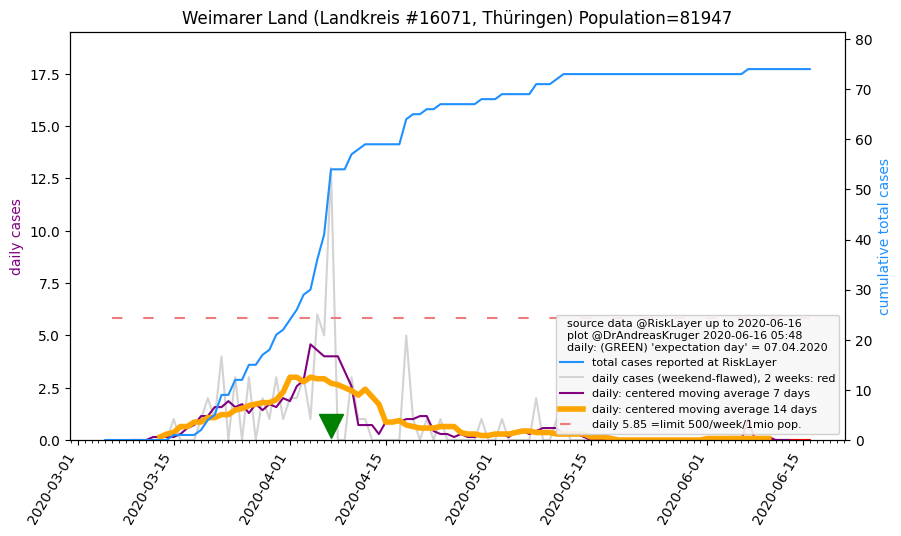 Weimarer Land (Landkreis #16071, Thüringen) Population=81947
daily cases
17.5
15.0
12.5
10.0
7.5
5.0
2.5
0.0
80
70
60
50
40
30
20
10
0
cumulative total cases
source data @RiskLayer up to 2020-06-16
plot @DrAndreasKruger 2020-06-16 05:48
daily: (GREEN) 'expectation day' = 07.04.2020
total cases reported at RiskLayer
daily cases (weekend-flawed), 2 weeks: red
daily: centered moving average 7 days
daily: centered moving average 14 days
daily 5.85 =limit 500/week/1mio pop.
2020-03-01
2020-03-15
2020-04-01
2020-04-15
2020-05-01
2020-05-15
2020-06-01
2020-06-15